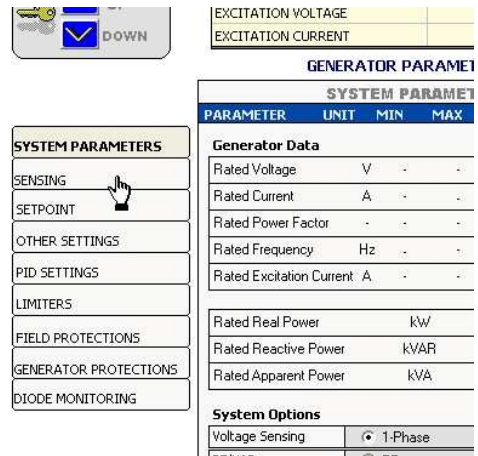 DOWN
EXCITATION VOLTAGE
EXCITATION CURRENT
GENERATOR
SYSTEM
PARAMETER UNIT MIN MAX
SYSTEM PARAMETERS
SENSING
SETPOINT
OTHER SETTINGS
PID SETTINGS
LIMITERS
FIELD PROTECTIONS
GENERATOR PROTECTIONS
DIODE MONITORING
Generator Data
Rated Voltage V - -
Rated Current A - -
Rated Power Factor - - -
Rated Frequency Hz - -
Rated Excitation Current A - -
Rated Real Power kW
Rated Reactive Power kVAR
Rated Apparent Power kVA
System Options
Voltage Sensing 1-Phase